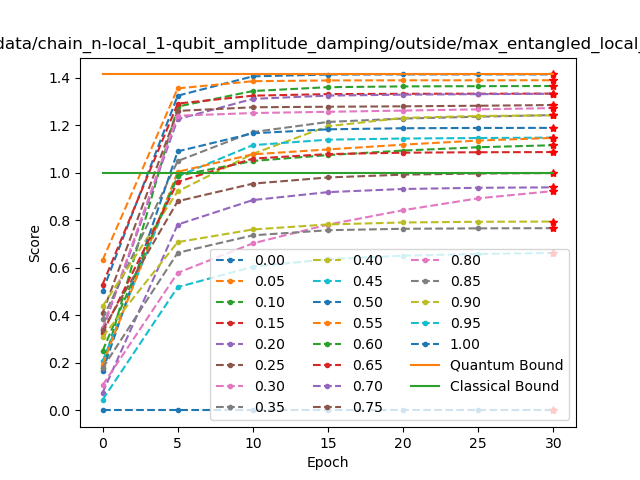 data/chain_n-local_1-qubit_amplitude_damping/outside/max_entangled_local_
Score
1.4
1.2
1.0
0.8
0.6
0.4
0.2
0.0
0.00 0.40 0.80
0.05 0.45 0.85
0.10 0.50 0.90
0.15 0.55 0.95
0.20 0.60 1.00
0.25 0.65 Quantum Bound
0.30 0.70 Classical Bound
0.35 0.75
0 5 10 15 20 25 30
Epoch